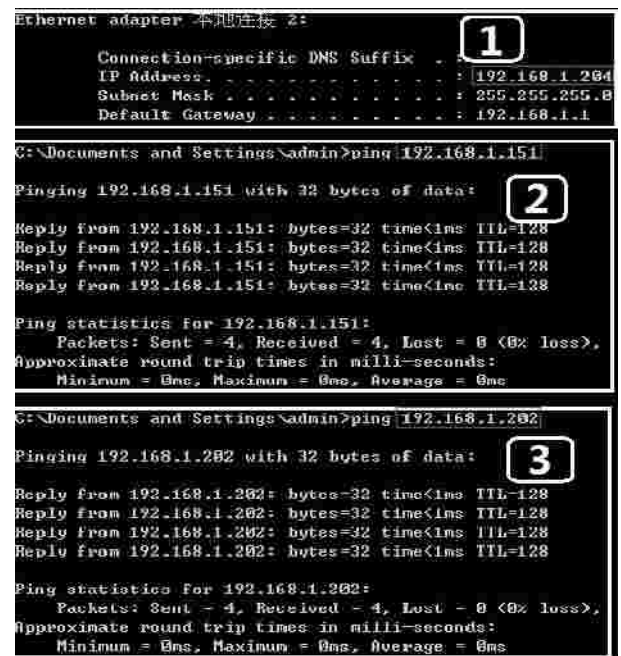 Ethernet adapter 本地连接 2:
1
Connection-specific DNS Suffix . :
IP Address. . . . . . . . . . . . : 192.168.1.204
Subnet Mask . . . . . . . . . . . : 255.255.255.0
Default Gateway . . . . . . . . . : 192.168.1.1
C:\Documents and Settings\admin>ping 192.168.1.151
Pinging 192.168.1.151 with 32 bytes of data:
2
Reply from 192.168.1.151: bytes=32 time<1ms TTL=128
Reply from 192.168.1.151: bytes=32 time<1ms TTL=128
Reply from 192.168.1.151: bytes=32 time<1ms TTL=128
Reply from 192.168.1.151: bytes=32 time<1ms TTL=128
Ping statistics for 192.168.1.151:
Packets: Sent = 4, Received = 4, Lost = 0 (0% loss),
Approximate round trip times in milli-seconds:
Minimum = 0ms, Maximum = 0ms, Average = 0ms
C:\Documents and Settings\admin>ping 192.168.1.202
Pinging 192.168.1.202 with 32 bytes of data:
3
Reply from 192.168.1.202: bytes=32 time<1ms TTL=128
Reply from 192.168.1.202: bytes=32 time<1ms TTL=128
Reply from 192.168.1.202: bytes=32 time<1ms TTL=128
Reply from 192.168.1.202: bytes=32 time<1ms TTL=128
Ping statistics for 192.168.1.202:
Packets: Sent = 4, Received = 4, Lost = 0 (0% loss),
Approximate round trip times in milli-seconds:
Minimum = 0ms, Maximum = 0ms, Average = 0ms